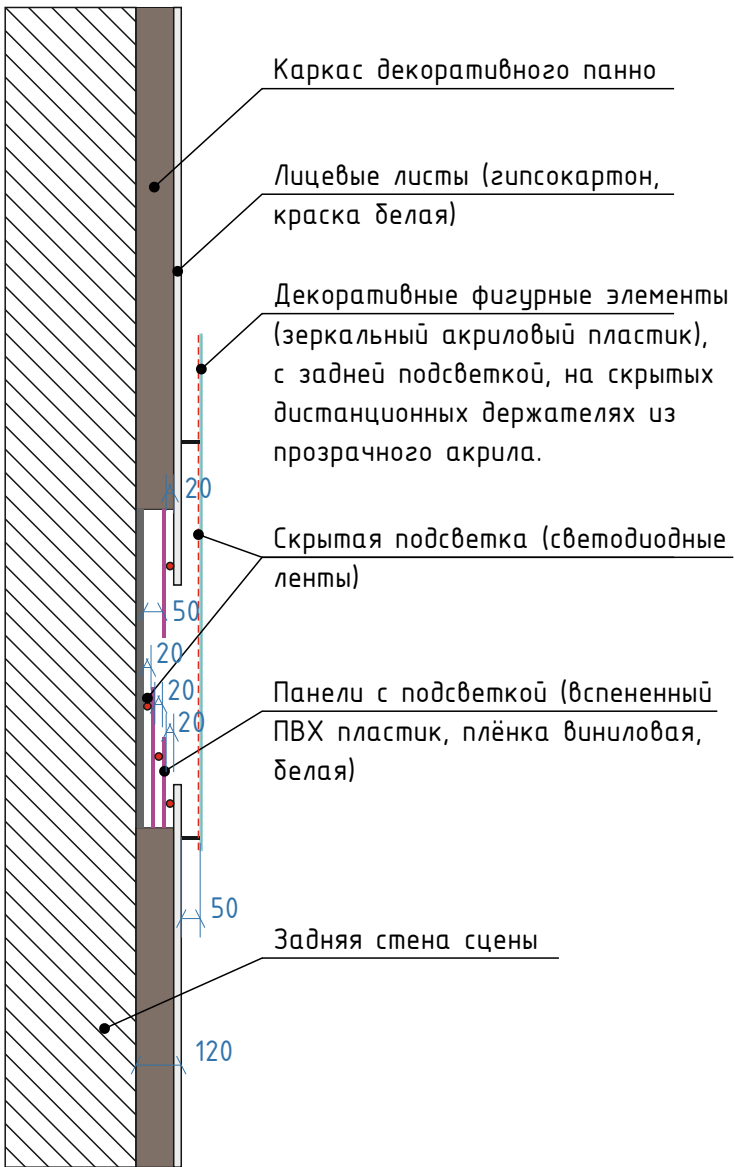 Каркас декоративного панно
Лицевые листы (гипсокартон,
краска белая)
Декоративные фигурные элементы
(зеркальный акриловый пластик),
с задней подсветкой, на скрытых
дистанционных держателях из
прозрачного акрила.
20
Скрытая подсветка (светодиодные
ленты)
50
20
20
20
Панели с подсветкой (вспененный
ПВХ пластик, плёнка виниловая,
белая)
50
Задняя стена сцены
120